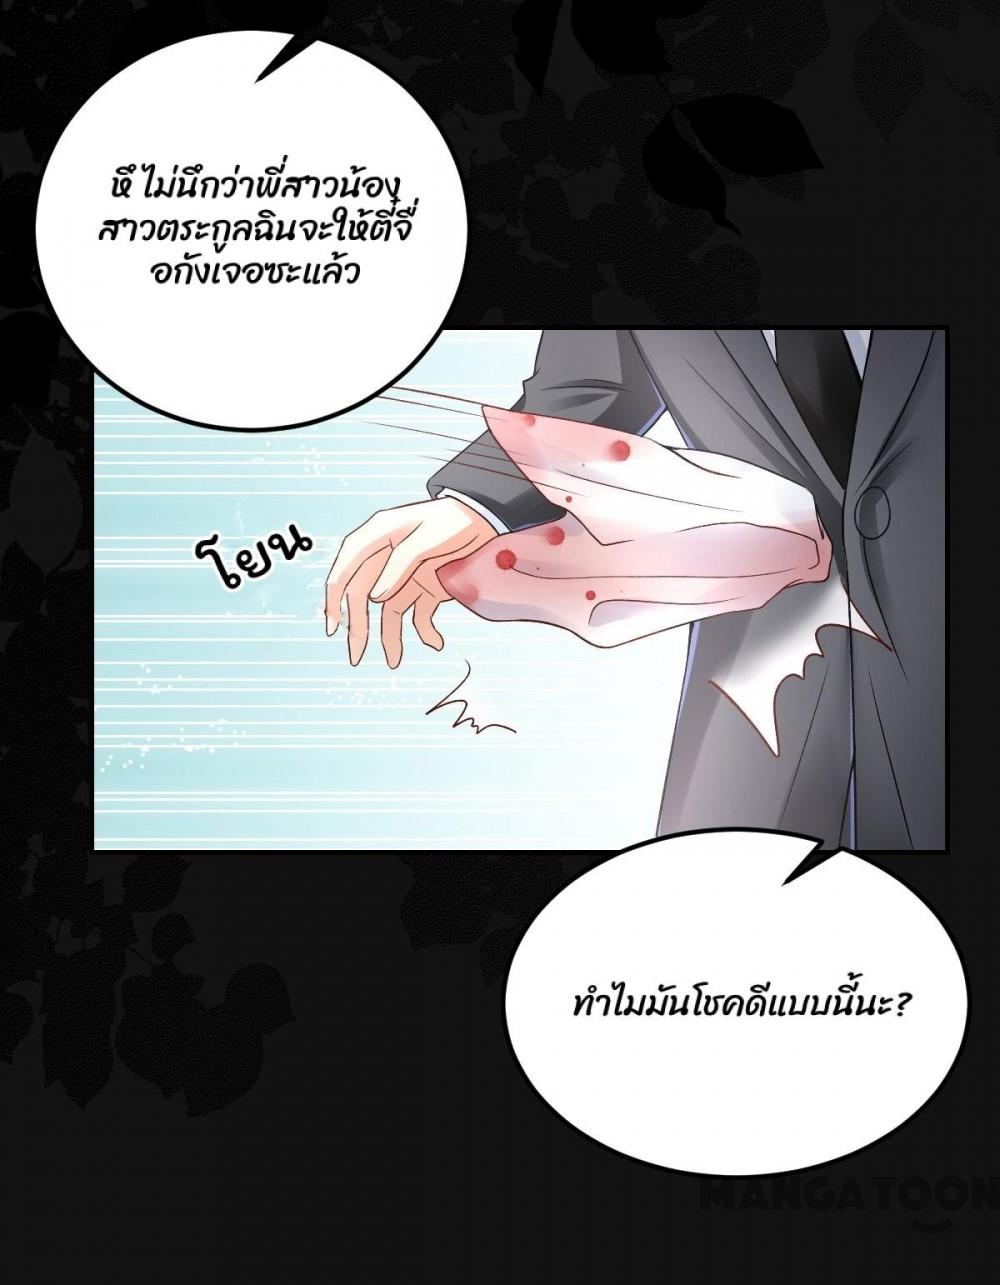 หึ ไม่นึกว่าพี่สาวน้อง
สาวตระกูลฉินจะให้ตี๋จื่
อกังเจอซะแล้ว
โยน
ทำไมมันโชคดีแบบนี้นะ?
MANGATOON